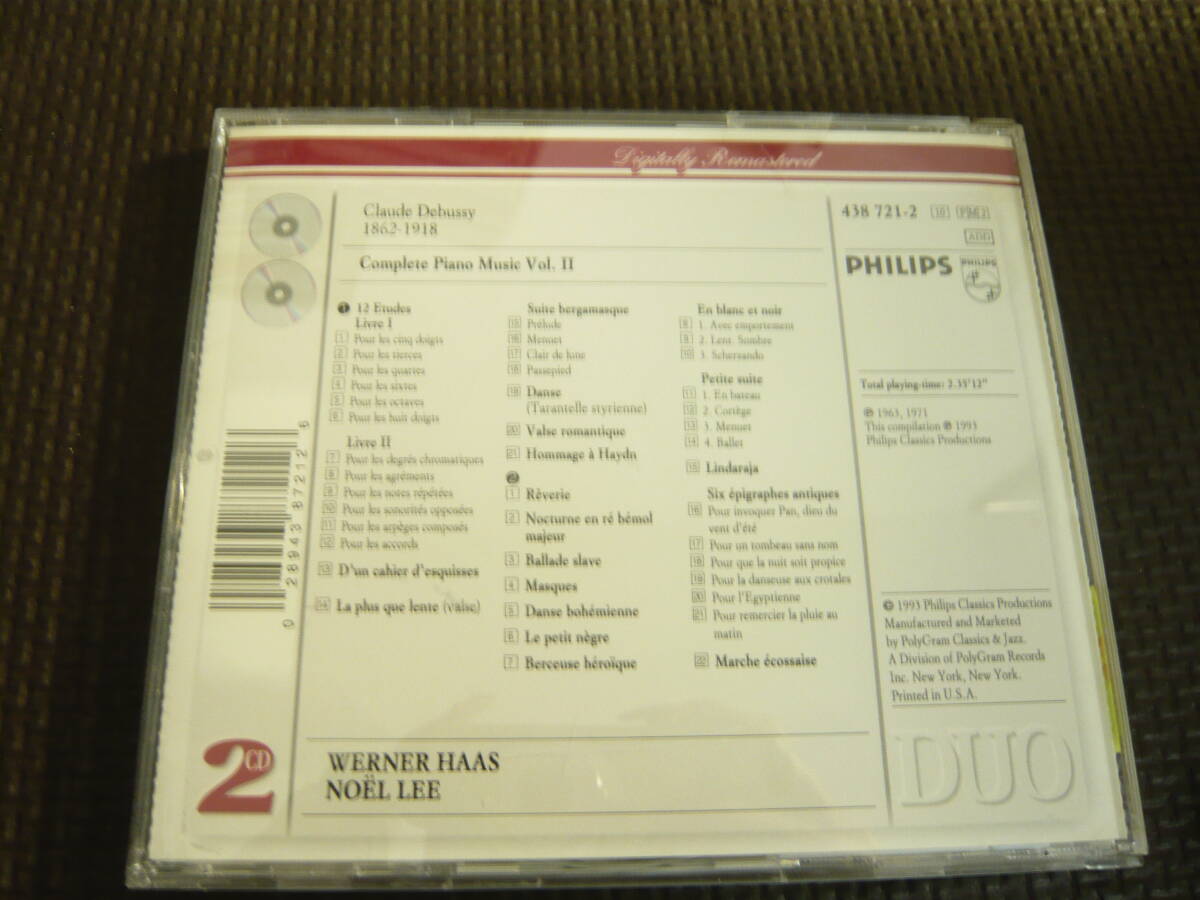 Digitally Remastered
Claude Debussy
1862-1918
Complete Piano Music Vol. II
1 12 Etudes
Livre I
1 Pour les cinq doigts
2 Pour les tierces
3 Pour les quartes
4 Pour les sixtes
5 Pour les octaves
6 Pour les huit doigts
Livre II
7 Pour les degrés chromatiques
8 Pour les agréments
9 Pour les notes répétées
10 Pour les sonorités opposées
11 Pour les arpèges composés
12 Pour les accords
13 D'un cahier d'esquisses
14 La plus que lente (valse)
Suite bergamasque
15 Prélude
16 Menuet
17 Clair de lune
18 Passepied
19 Danse
(Tarantelle styrienne)
20 Valse romantique
21 Hommage à Haydn
2
1 Rêverie
2 Nocturne en ré bémol
majeur
3 Ballade slave
4 Masques
5 Danse bohémienne
6 Le petit nègre
7 Berceuse héroïque
En blanc et noir
8 1. Avec emportement
9 2. Lent. Sombre
10 3. Scherzando
Petite suite
11 1. En bateau
12 2. Cortège
13 3. Menuet
14 4. Ballet
15 Lindaraja
Six épigraphes antiques
16 Pour invoquer Pan, dieu du
vent d'été
17 Pour un tombeau sans nom
18 Pour que la nuit soit propice
19 Pour la danseuse aux crotales
20 Pour l'Egyptienne
21 Pour remercier la pluie au
matin
22 Marche écossaise
438 721-2
ADD
PHILIPS
PHILIPS
Total playing-time: 2.35'12"
℗ 1963, 1971
This compilation ℗ 1993
Philips Classics Productions
© 1993 Philips Classics Productions
Manufactured and Marketed
by PolyGram Classics & Jazz.
A Division of PolyGram Records
Inc. New York, New York.
Printed in U.S.A.
0 28943 87212 6
2CD
WERNER HAAS
NOËL LEE
DUO